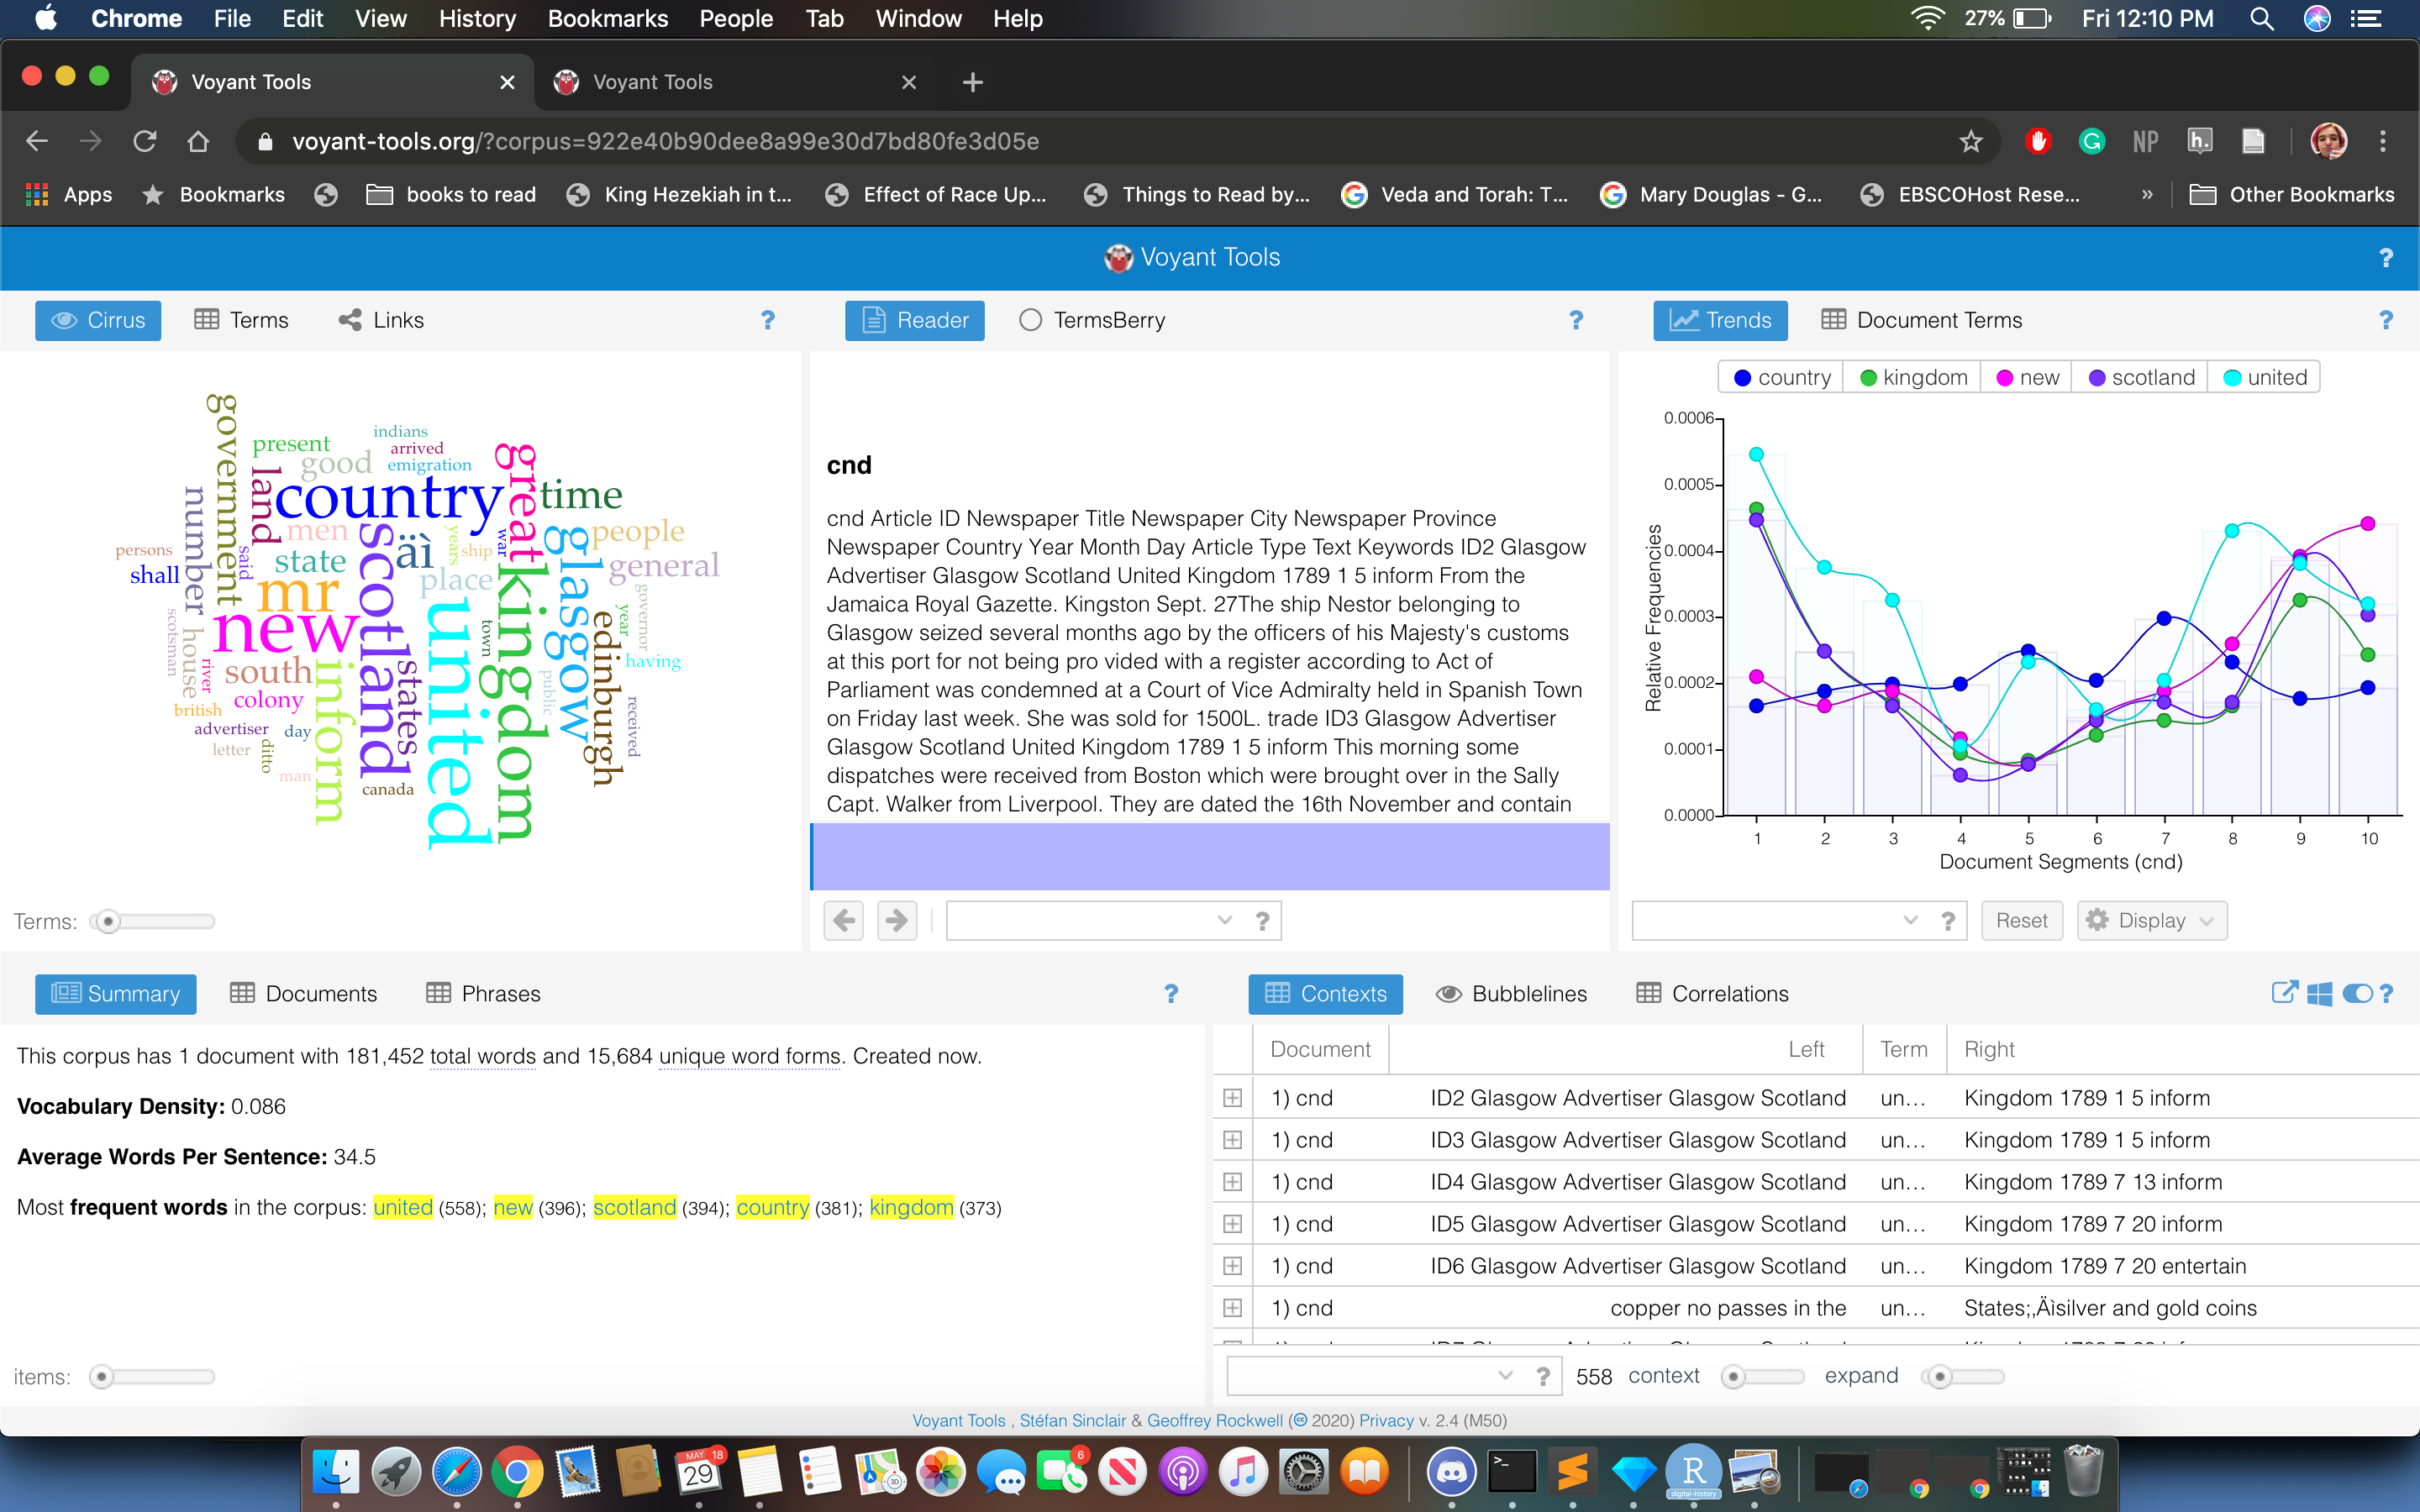 Chrome File Edit View History Bookmarks People Tab Window Help 27% Fri 12:10 PM
Voyant Tools Voyant Tools
voyant-tools.org/?corpus=922e40b90dee8a99e30d7bd80fe3d05e NP h.
Apps Bookmarks books to read King Hezekiah in t... Effect of Race Up... Things to Read by... Veda and Torah: T... Mary Douglas - G... EBSCOHost Rese... » Other Bookmarks
Voyant Tools ?
Cirrus Terms Links ?
government
present
indians
arrived
good
emigration
great
land
country
time
number
men
scotland
äì
years
ship
war
glasgow
people
persons
said
state
general
shall
mr
place
kingdom
new
united
town
edinburgh
year
governor
scotsman
house
river
south
inform
states
having
colony
public
british
received
advertiser
day
letter
ditto
man
canada
Terms:
Reader TermsBerry ?
cnd
cnd Article ID Newspaper Title Newspaper City Newspaper Province
Newspaper Country Year Month Day Article Type Text Keywords ID2 Glasgow
Advertiser Glasgow Scotland United Kingdom 1789 1 5 inform From the
Jamaica Royal Gazette. Kingston Sept. 27The ship Nestor belonging to
Glasgow seized several months ago by the officers of his Majesty's customs
at this port for not being pro vided with a register according to Act of
Parliament was condemned at a Court of Vice Admiralty held in Spanish Town
on Friday last week. She was sold for 1500L. trade ID3 Glasgow Advertiser
Glasgow Scotland United Kingdom 1789 1 5 inform This morning some
dispatches were received from Boston which were brought over in the Sally
Capt. Walker from Liverpool. They are dated the 16th November and contain
?
Trends Document Terms ?
country kingdom new scotland united
Relative Frequencies
0.0006
0.0005
0.0004
0.0003
0.0002
0.0001
0.0000
1 2 3 4 5 6 7 8 9 10
Document Segments (cnd)
? Reset Display
Summary Documents Phrases ?
This corpus has 1 document with 181,452 total words and 15,684 unique word forms. Created now.
Vocabulary Density: 0.086
Average Words Per Sentence: 34.5
Most frequent words in the corpus: united (558); new (396); scotland (394); country (381); kingdom (373)
items:
Contexts Bubblelines Correlations ?
Document Left Term Right
1) cnd ID2 Glasgow Advertiser Glasgow Scotland un... Kingdom 1789 1 5 inform
1) cnd ID3 Glasgow Advertiser Glasgow Scotland un... Kingdom 1789 1 5 inform
1) cnd ID4 Glasgow Advertiser Glasgow Scotland un... Kingdom 1789 7 13 inform
1) cnd ID5 Glasgow Advertiser Glasgow Scotland un... Kingdom 1789 7 20 inform
1) cnd ID6 Glasgow Advertiser Glasgow Scotland un... Kingdom 1789 7 20 entertain
1) cnd copper no passes in the un... States;‚Äìsilver and gold coins
? 558 context expand
Voyant Tools , Stéfan Sinclair & Geoffrey Rockwell (cc 2020) Privacy v. 2.4 (M50)
MAY 18 29 3D 6 >_ R digital-history